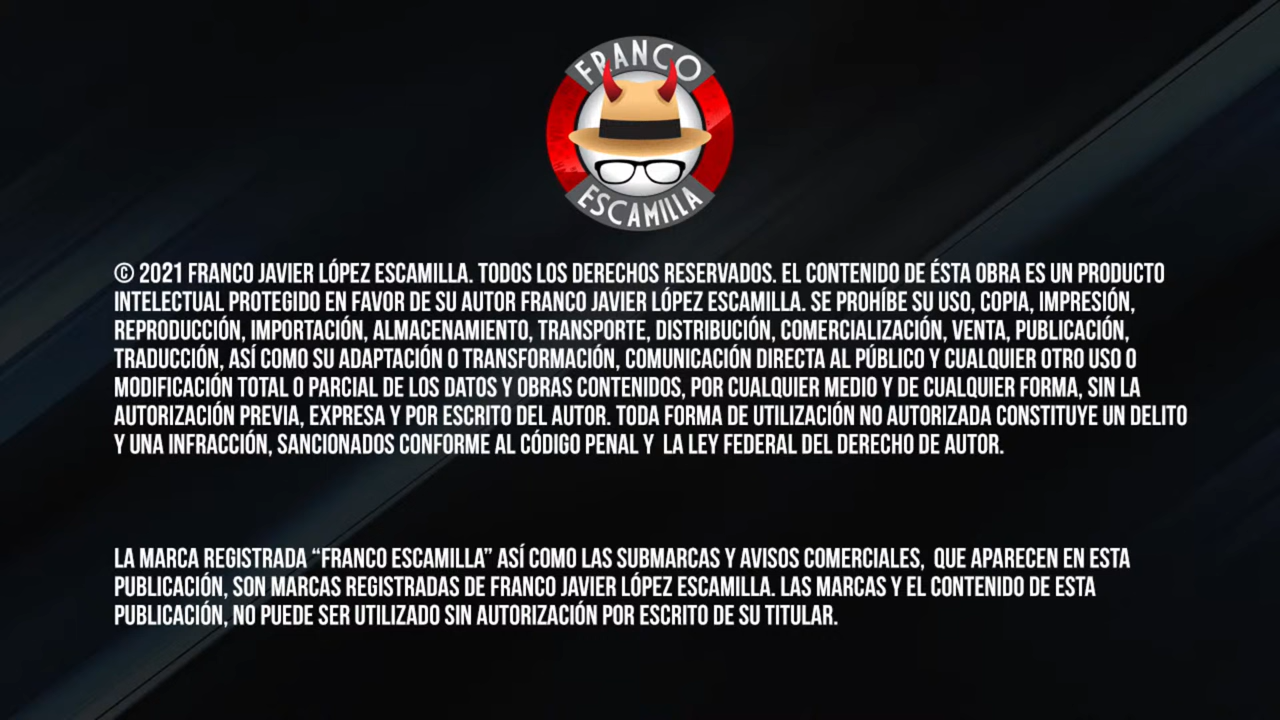 FRANCO
ESCAMILLA
© 2021 FRANCO JAVIER LÓPEZ ESCAMILLA. TODOS LOS DERECHOS RESERVADOS. EL CONTENIDO DE ÉSTA OBRA ES UN PRODUCTO
INTELECTUAL PROTEGIDO EN FAVOR DE SU AUTOR FRANCO JAVIER LÓPEZ ESCAMILLA. SE PROHÍBE SU USO, COPIA, IMPRESIÓN,
REPRODUCCIÓN, IMPORTACIÓN, ALMACENAMIENTO, TRANSPORTE, DISTRIBUCIÓN, COMERCIALIZACIÓN, VENTA, PUBLICACIÓN,
TRADUCCIÓN, ASÍ COMO SU ADAPTACIÓN O TRANSFORMACIÓN, COMUNICACIÓN DIRECTA AL PÚBLICO Y CUALQUIER OTRO USO O
MODIFICACIÓN TOTAL O PARCIAL DE LOS DATOS Y OBRAS CONTENIDOS, POR CUALQUIER MEDIO Y DE CUALQUIER FORMA, SIN LA
AUTORIZACIÓN PREVIA, EXPRESA Y POR ESCRITO DEL AUTOR. TODA FORMA DE UTILIZACIÓN NO AUTORIZADA CONSTITUYE UN DELITO
Y UNA INFRACCIÓN, SANCIONADOS CONFORME AL CÓDIGO PENAL Y LA LEY FEDERAL DEL DERECHO DE AUTOR.
LA MARCA REGISTRADA “FRANCO ESCAMILLA” ASÍ COMO LAS SUBMARCAS Y AVISOS COMERCIALES, QUE APARECEN EN ESTA
PUBLICACIÓN, SON MARCAS REGISTRADAS DE FRANCO JAVIER LÓPEZ ESCAMILLA. LAS MARCAS Y EL CONTENIDO DE ESTA
PUBLICACIÓN, NO PUEDE SER UTILIZADO SIN AUTORIZACIÓN POR ESCRITO DE SU TITULAR.